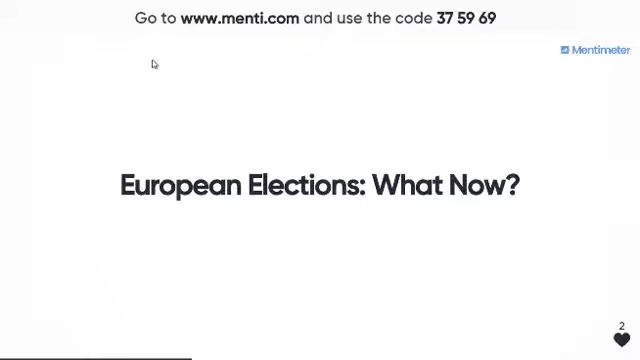 Go to www.menti.com and use the code 37 59 69
Mentimeter
European Elections: What Now?
2